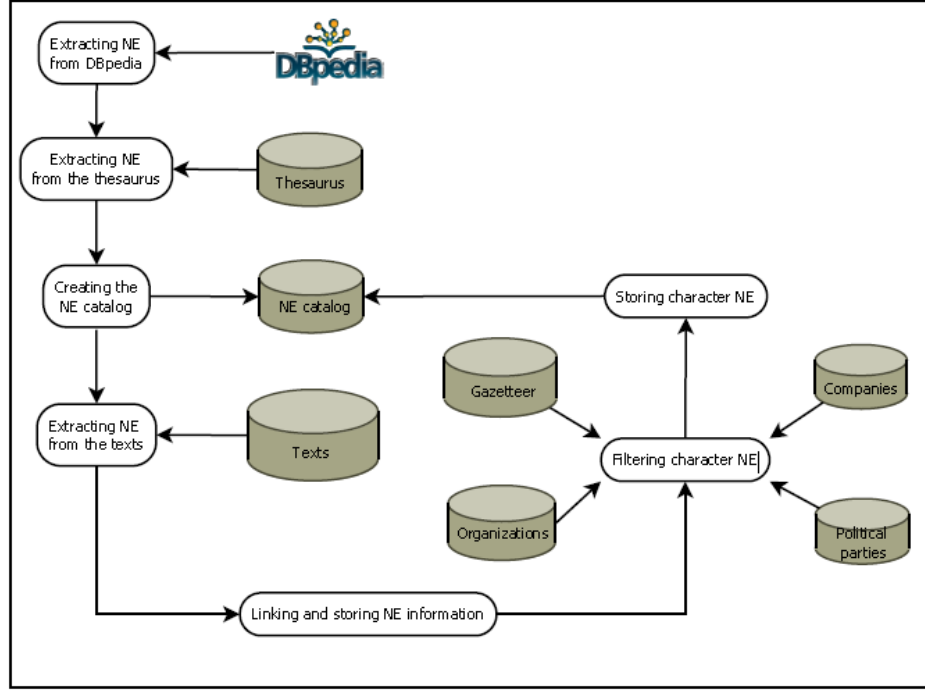 Extracting NE
from DBpedia
DBpedia
Extracting NE
from the thesaurus
Thesaurus
Creating the
NE catalog
NE catalog
Storing character NE
Gazetteer
Companies
Extracting NE
from the texts
Texts
Filtering character NE
Organizations
Political
parties
Linking and storing NE information